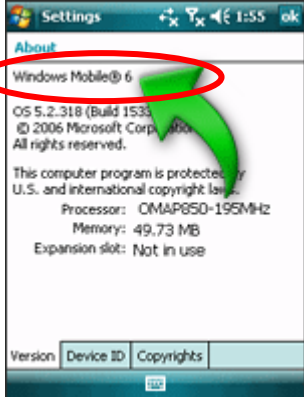 Settings 1:55 ok
About
Windows Mobile® 6
OS 5.2.318 (Build
© 2006 Microsoft
All rights reserved.
This computer program is protected by
U.S. and international copyright laws.
Processor: OMAP850-195MHz
Memory: 49.73 MB
Expansion slot: Not in use
Version Device ID Copyrights